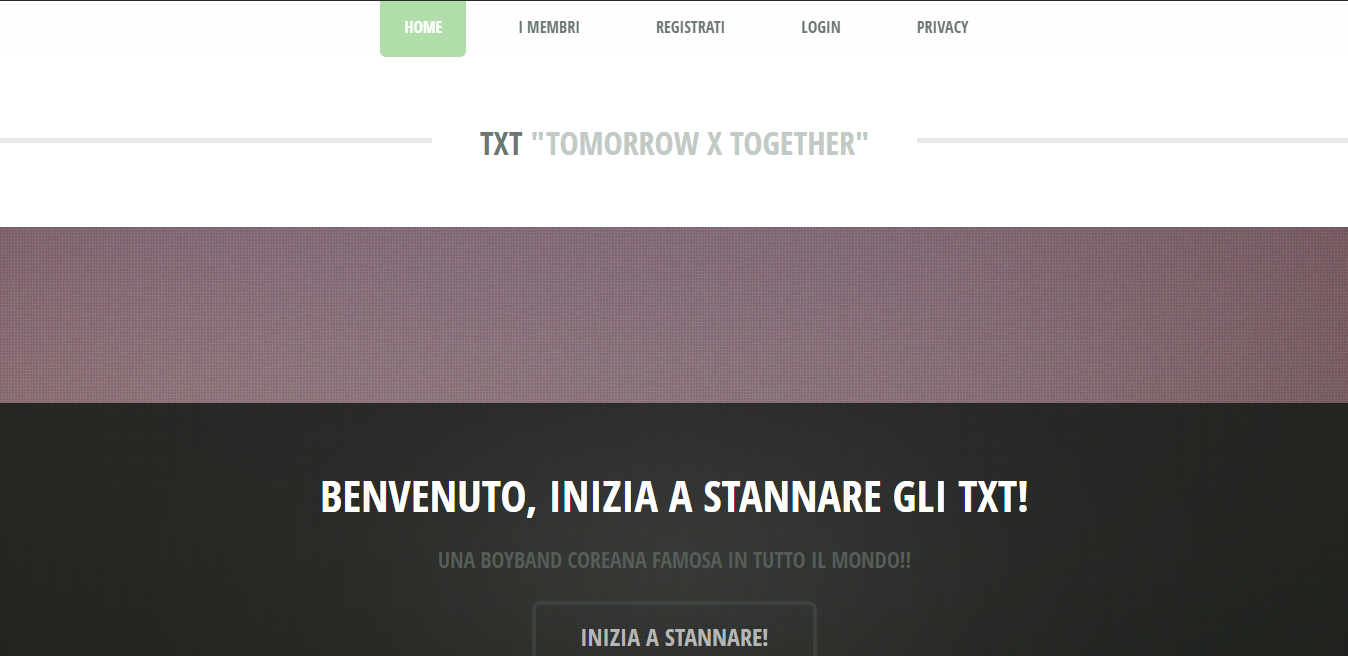 HOME I MEMBRI REGISTRATI LOGIN PRIVACY
TXT "TOMORROW X TOGETHER"
BENVENUTO, INIZIA A STANNARE GLI TXT!
UNA BOYBAND COREANA FAMOSA IN TUTTO IL MONDO!!
INIZIA A STANNARE!